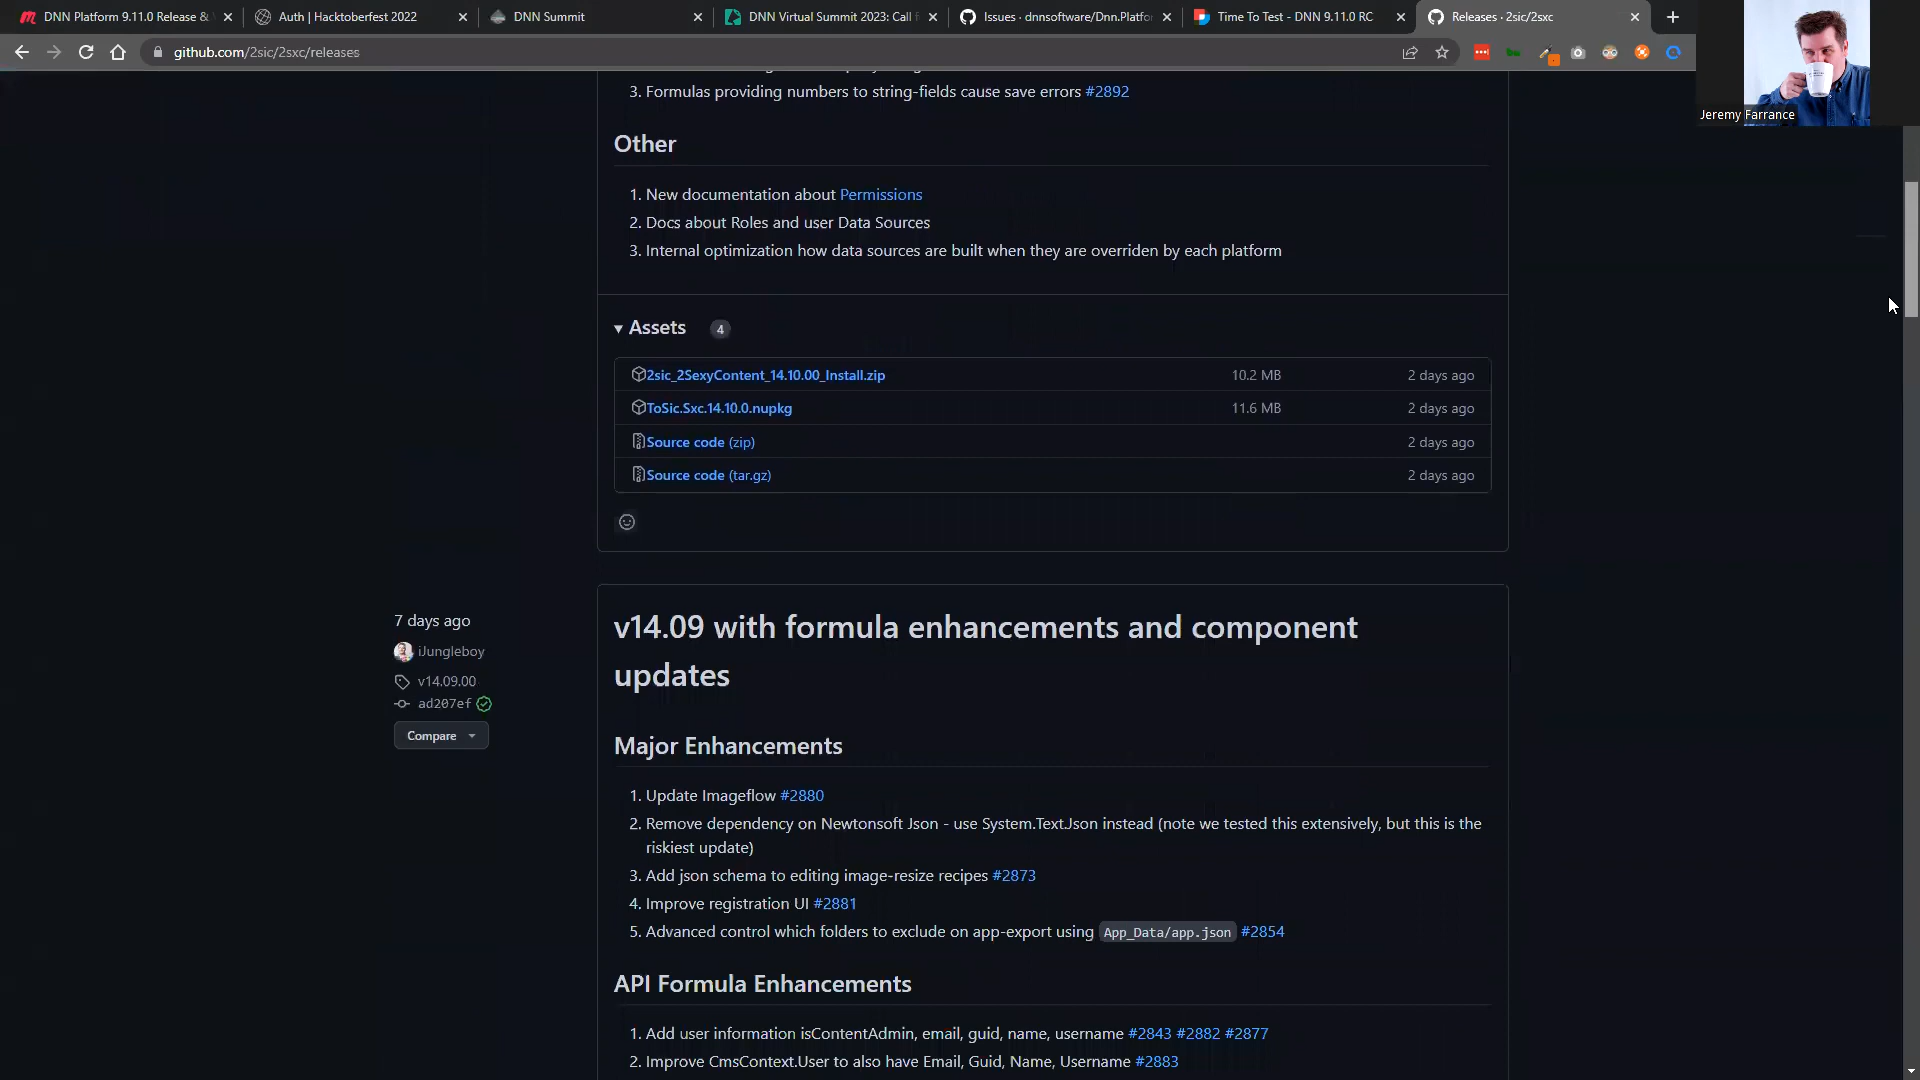 DNN Platform 9.11.0 Release &
Auth | Hacktoberfest 2022
DNN Summit
DNN Virtual Summit 2023: Call f
Issues · dnnsoftware/Dnn.Platfo
Time To Test - DNN 9.11.0 RC
Releases · 2sic/2sxc
github.com/2sic/2sxc/releases
Jeremy Farrance
3. Formulas providing numbers to string-fields cause save errors #2892
Other
1. New documentation about Permissions
2. Docs about Roles and user Data Sources
3. Internal optimization how data sources are built when they are overriden by each platform
Assets 4
2sic_2SexyContent_14.10.00_Install.zip 10.2 MB 2 days ago
ToSic.Sxc.14.10.0.nupkg 11.6 MB 2 days ago
Source code (zip) 2 days ago
Source code (tar.gz) 2 days ago
7 days ago
iJungleboy
v14.09.00
ad207ef
Compare
v14.09 with formula enhancements and component
updates
Major Enhancements
1. Update Imageflow #2880
2. Remove dependency on Newtonsoft Json - use System.Text.Json instead (note we tested this extensively, but this is the
riskiest update)
3. Add json schema to editing image-resize recipes #2873
4. Improve registration UI #2881
5. Advanced control which folders to exclude on app-export using App_Data/app.json #2854
API Formula Enhancements
1. Add user information isContentAdmin, email, guid, name, username #2843 #2882 #2877
2. Improve CmsContext.User to also have Email, Guid, Name, Username #2883